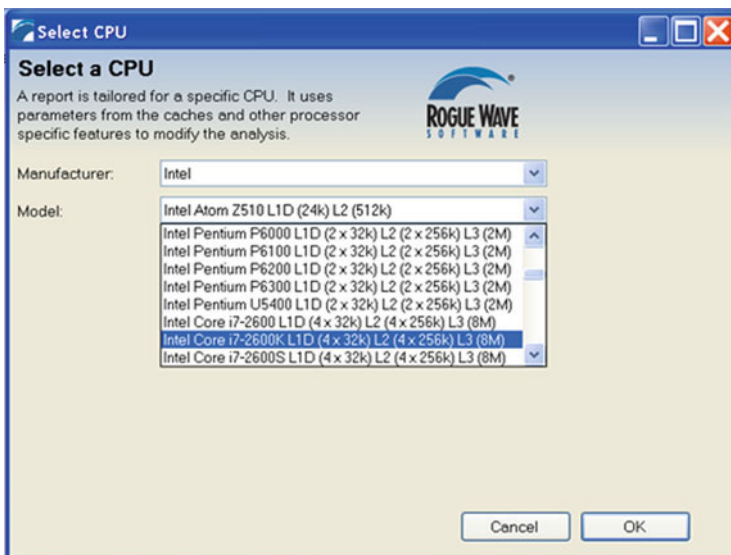 Select CPU
Select a CPU
A report is tailored for a specific CPU. It uses
parameters from the caches and other processor
specific features to modify the analysis.
ROGUE WAVE
SOFTWARE
Manufacturer:
Intel
Model:
Intel Atom Z510 L1D (24k) L2 (512k)
Intel Pentium P6000 L1D (2 x 32k) L2 (2 x 256k) L3 (2M)
Intel Pentium P6100 L1D (2 x 32k) L2 (2 x 256k) L3 (2M)
Intel Pentium P6200 L1D (2 x 32k) L2 (2 x 256k) L3 (2M)
Intel Pentium P6300 L1D (2 x 32k) L2 (2 x 256k) L3 (2M)
Intel Pentium U5400 L1D (2 x 32k) L2 (2 x 256k) L3 (2M)
Intel Core i7-2600 L1D (4 x 32k) L2 (4 x 256k) L3 (8M)
Intel Core i7-2600K L1D (4 x 32k) L2 (4 x 256k) L3 (8M)
Intel Core i7-2600S L1D (4 x 32k) L2 (4 x 256k) L3 (8M)
Cancel
OK